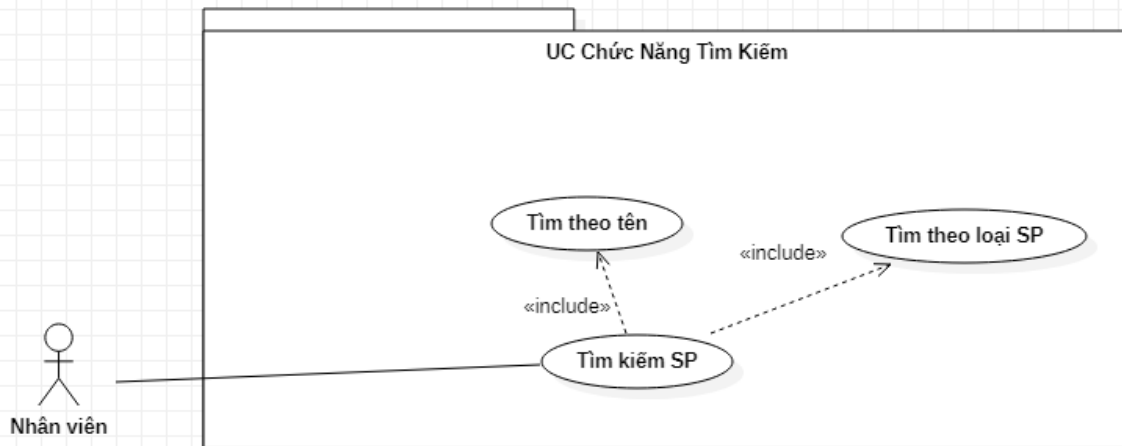 UC Chức Năng Tìm Kiếm
Tìm theo tên
Tìm theo loại SP
«include»
«include»
Tìm kiếm SP
Nhân viên